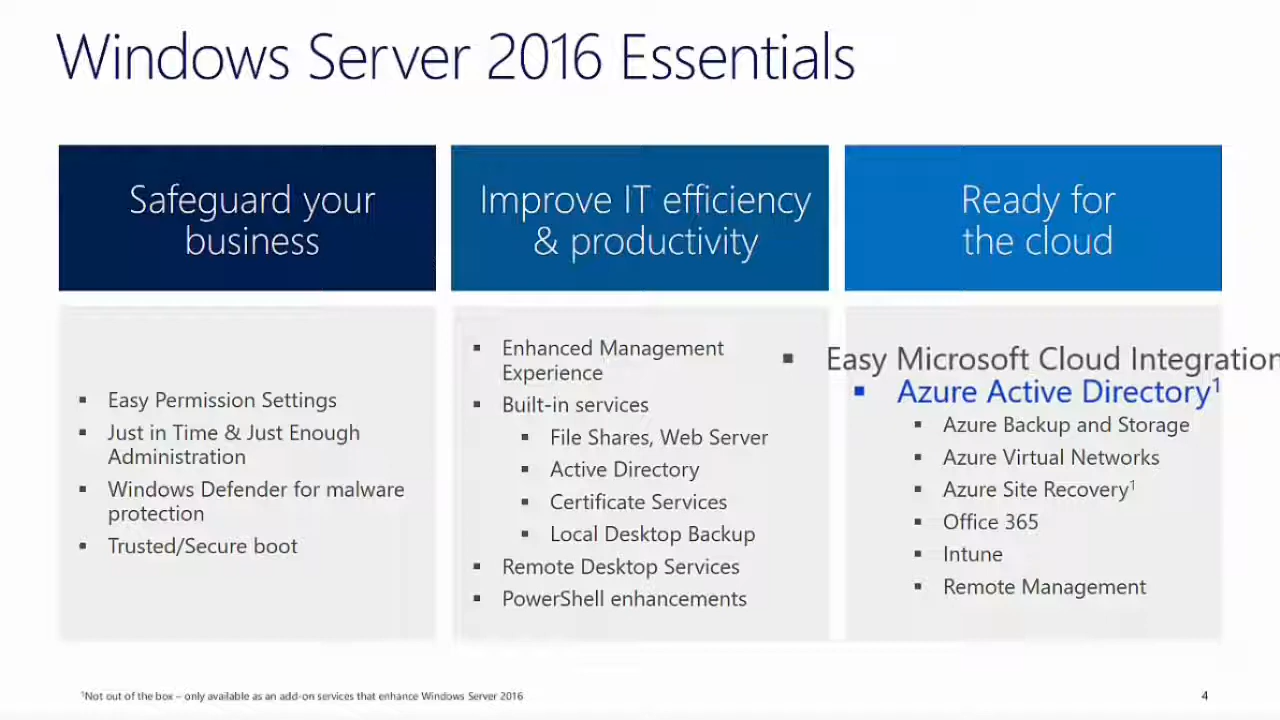 Windows Server 2016 Essentials
Safeguard your
business
Easy Permission Settings
Just in Time & Just Enough
Administration
Windows Defender for malware
protection
Trusted/Secure boot
Improve IT efficiency
& productivity
Enhanced Management
Experience
Built-in services
File Shares, Web Server
Active Directory
Certificate Services
Local Desktop Backup
Remote Desktop Services
PowerShell enhancements
Ready for
the cloud
Easy Microsoft Cloud Integration
Azure Active Directory¹
Azure Backup and Storage
Azure Virtual Networks
Azure Site Recovery¹
Office 365
Intune
Remote Management
¹Not out of the box – only available as an add-on services that enhance Windows Server 2016
4